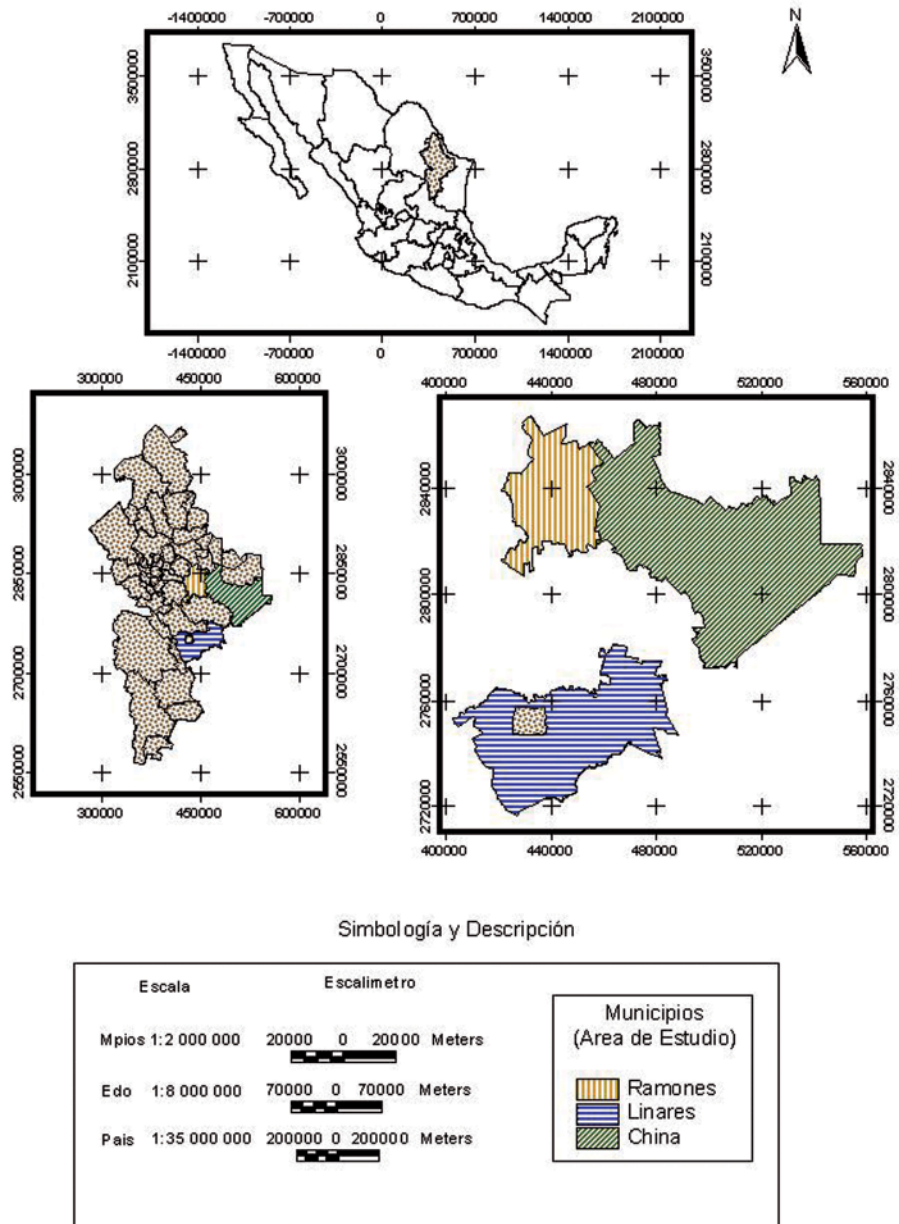 N
-1400000 -700000 0 700000 1400000 2100000
3500000 2800000 2100000
3500000 2800000 2100000
-1400000 -700000 0 700000 1400000 2100000
300000 450000 600000
3000000 2850000 2700000 2550000
3000000 2850000 2700000 2550000
300000 450000 600000
400000 440000 480000 520000 560000
2840000 2800000 2760000 2720000
2840000 2800000 2760000 2720000
400000 440000 480000 520000 560000
Simbología y Descripción
Escala Escalimetro
Mpios 1:2 000 000 20000 0 20000 Meters
Edo 1:8 000 000 70000 0 70000 Meters
Pais 1:35 000 000 200000 0 200000 Meters
Municipios
(Area de Estudio)
Ramones
Linares
China